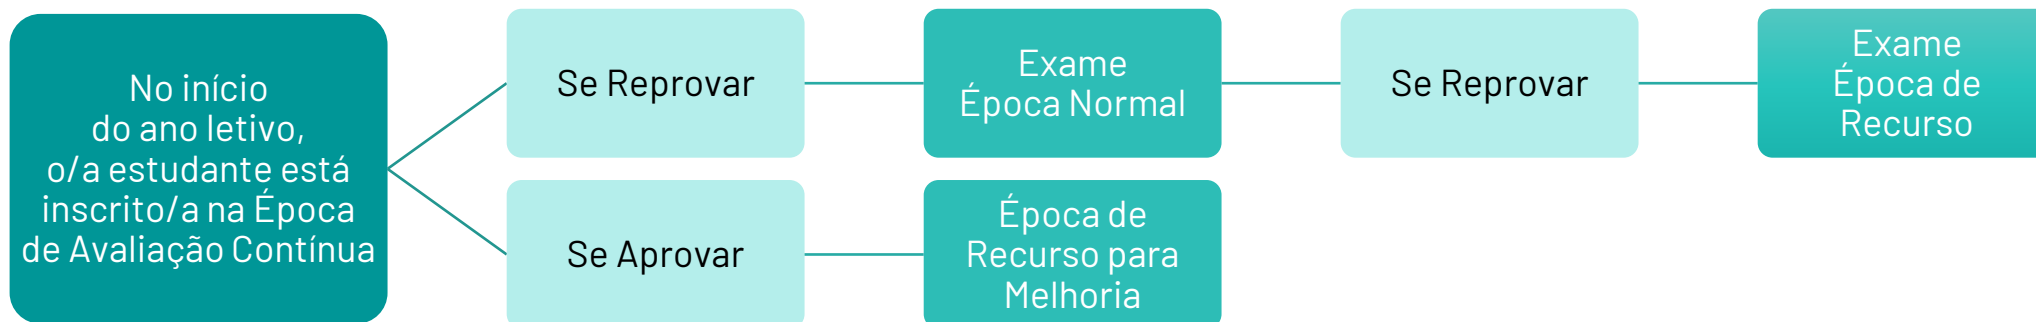 No início
do ano letivo,
o/a estudante está
inscrito/a na Época
de Avaliação Contínua
Se Reprovar
Exame
Época Normal
Se Reprovar
Exame
Época de
Recurso
Se Aprovar
Época de
Recurso para
Melhoria